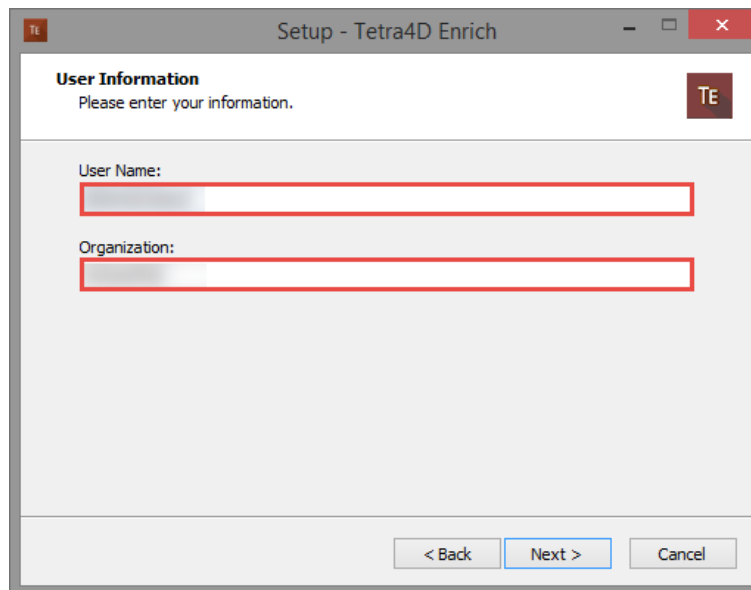 TE
Setup - Tetra4D Enrich
User Information
Please enter your information.
TE
User Name:
Organization:
< Back
Next >
Cancel